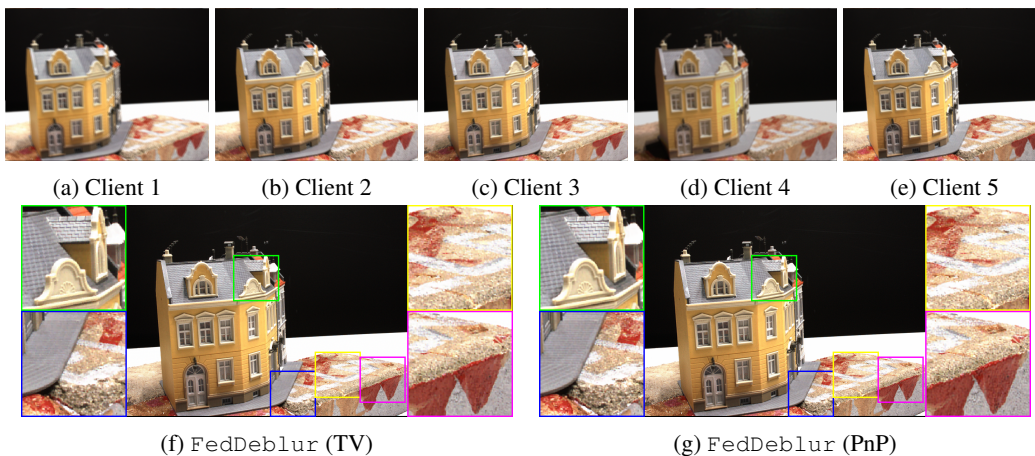 (a) Client 1
(b) Client 2
(c) Client 3
(d) Client 4
(e) Client 5
(f) FedDeblur (TV)
(g) FedDeblur (PnP)